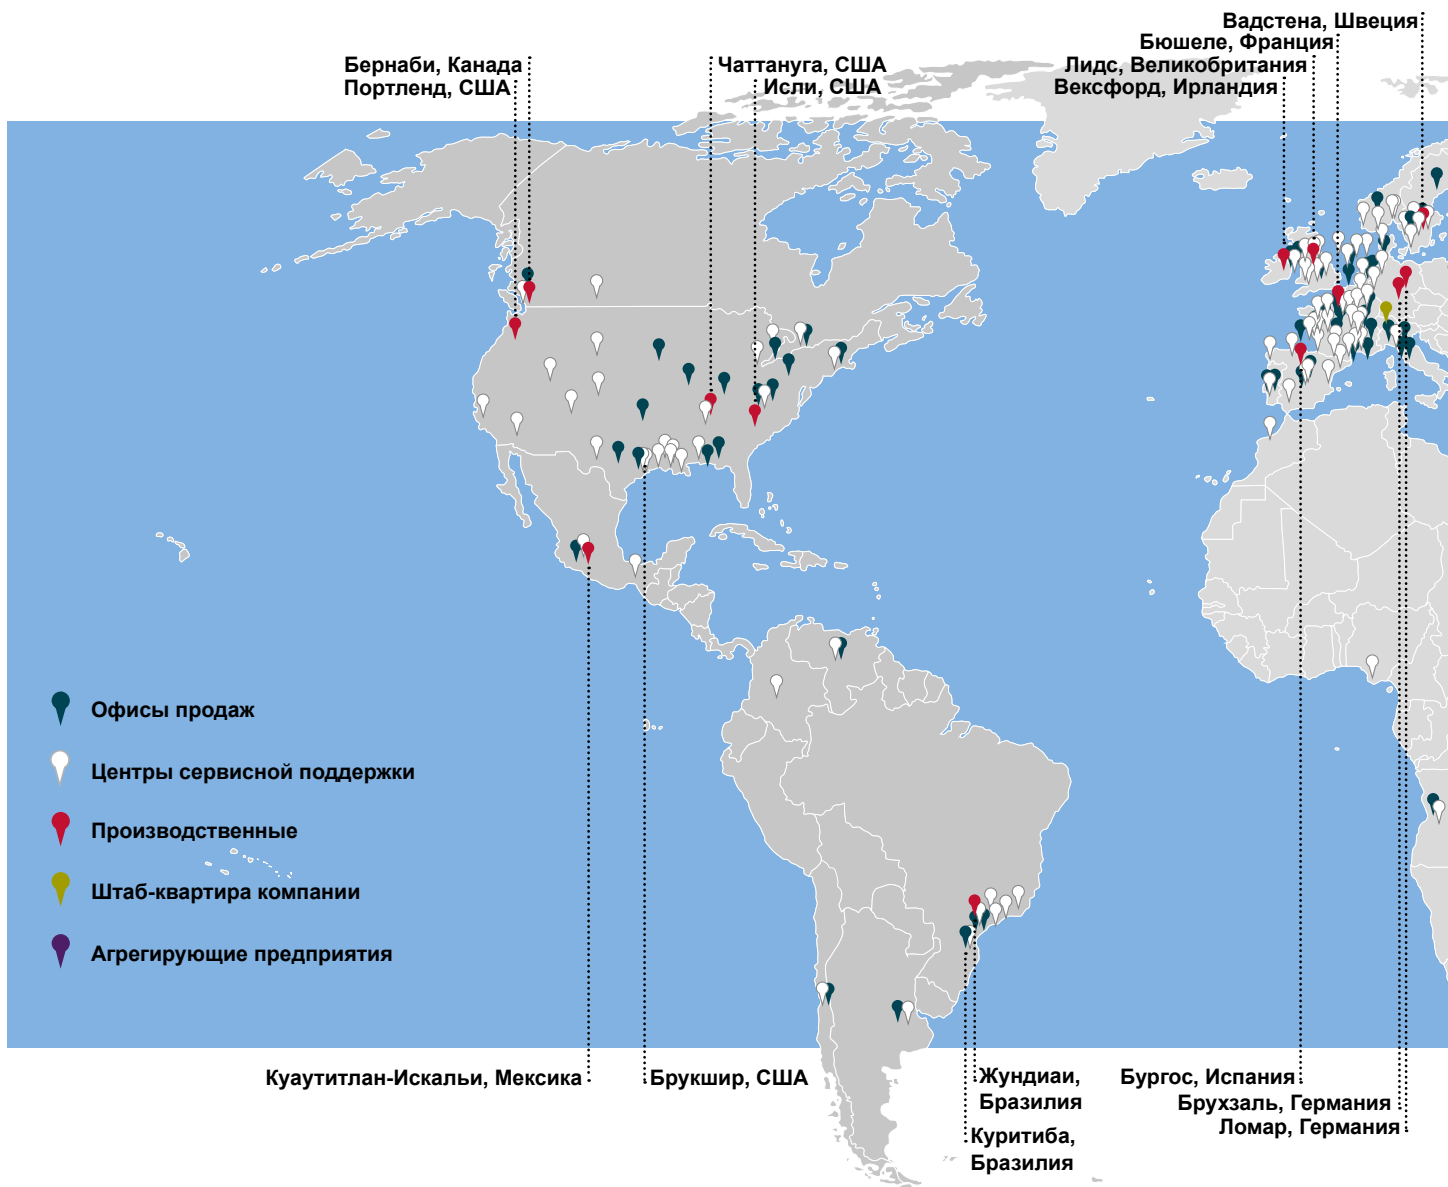 Вадстена, Швеция
Бюшеле, Франция
Бернаби, Канада
Чаттануга, США
Лидс, Великобритания
Портленд, США
Исли, США
Вексфорд, Ирландия
Офисы продаж
Центры сервисной поддержки
Производственные
Штаб-квартира компании
Агрегирующие предприятия
Куаутитлан-Искальи, Мексика
Брукшир, США
Жундиаи,
Бразилия
Бургос, Испания
Брухзаль, Германия
Ломар, Германия
Куритиба,
Бразилия